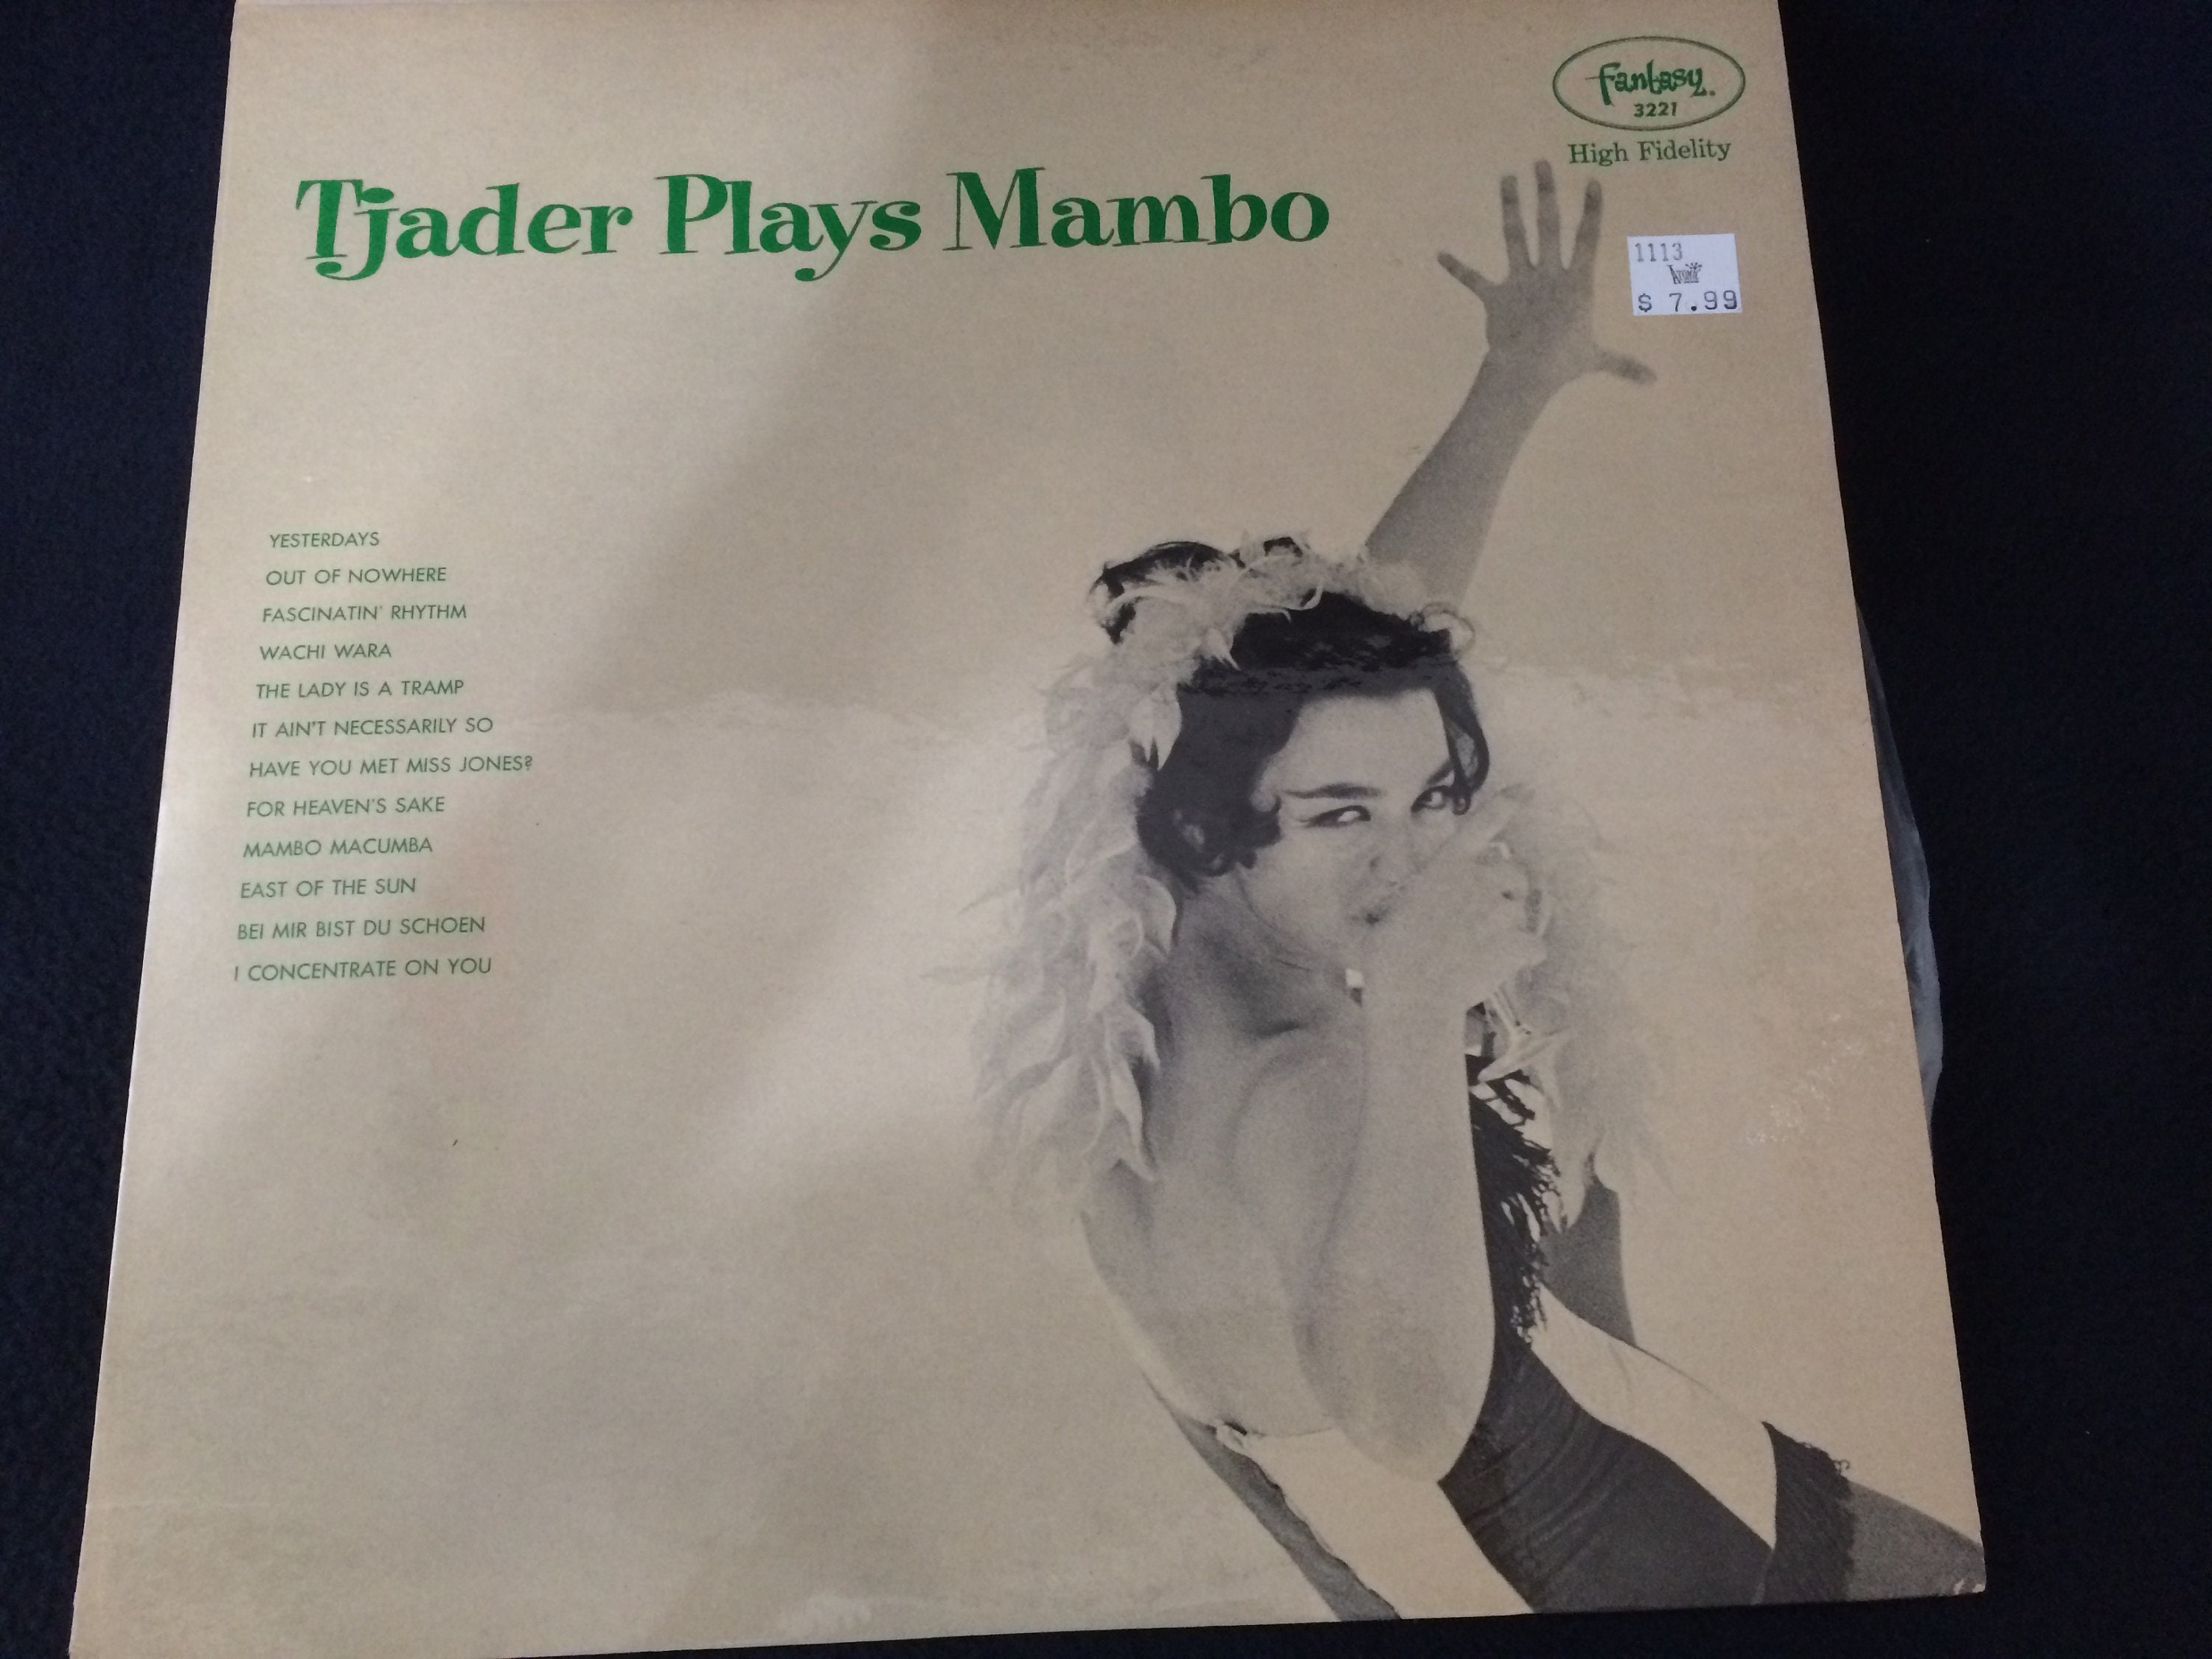 fantasy.
3221
High Fidelity
Tjader Plays Mambo
1113
ATOMIC
$ 7.99
YESTERDAYS
OUT OF NOWHERE
FASCINATIN' RHYTHM
WACHI WARA
THE LADY IS A TRAMP
IT AIN'T NECESSARILY SO
HAVE YOU MET MISS JONES?
FOR HEAVEN'S SAKE
MAMBO MACUMBA
EAST OF THE SUN
BEI MIR BIST DU SCHOEN
I CONCENTRATE ON YOU